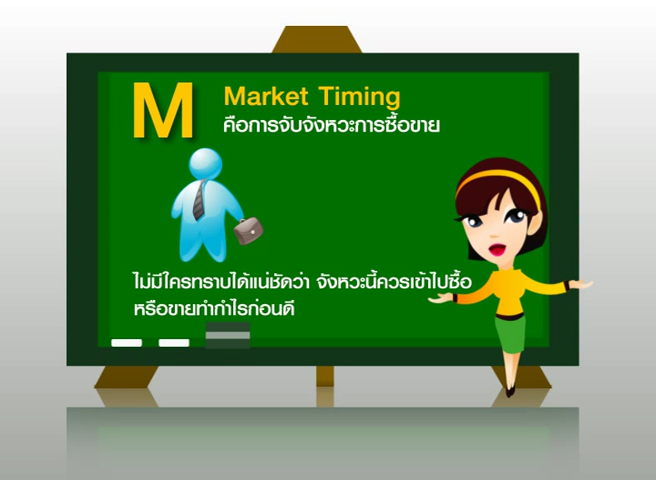 M
Market Timing
คือการจับจังหวะการซื้อขาย
ไม่มีใครทราบได้แน่ชัดว่า จังหวะนี้ควรเข้าไปซื้อ
หรือขายทำกำไรก่อนดี